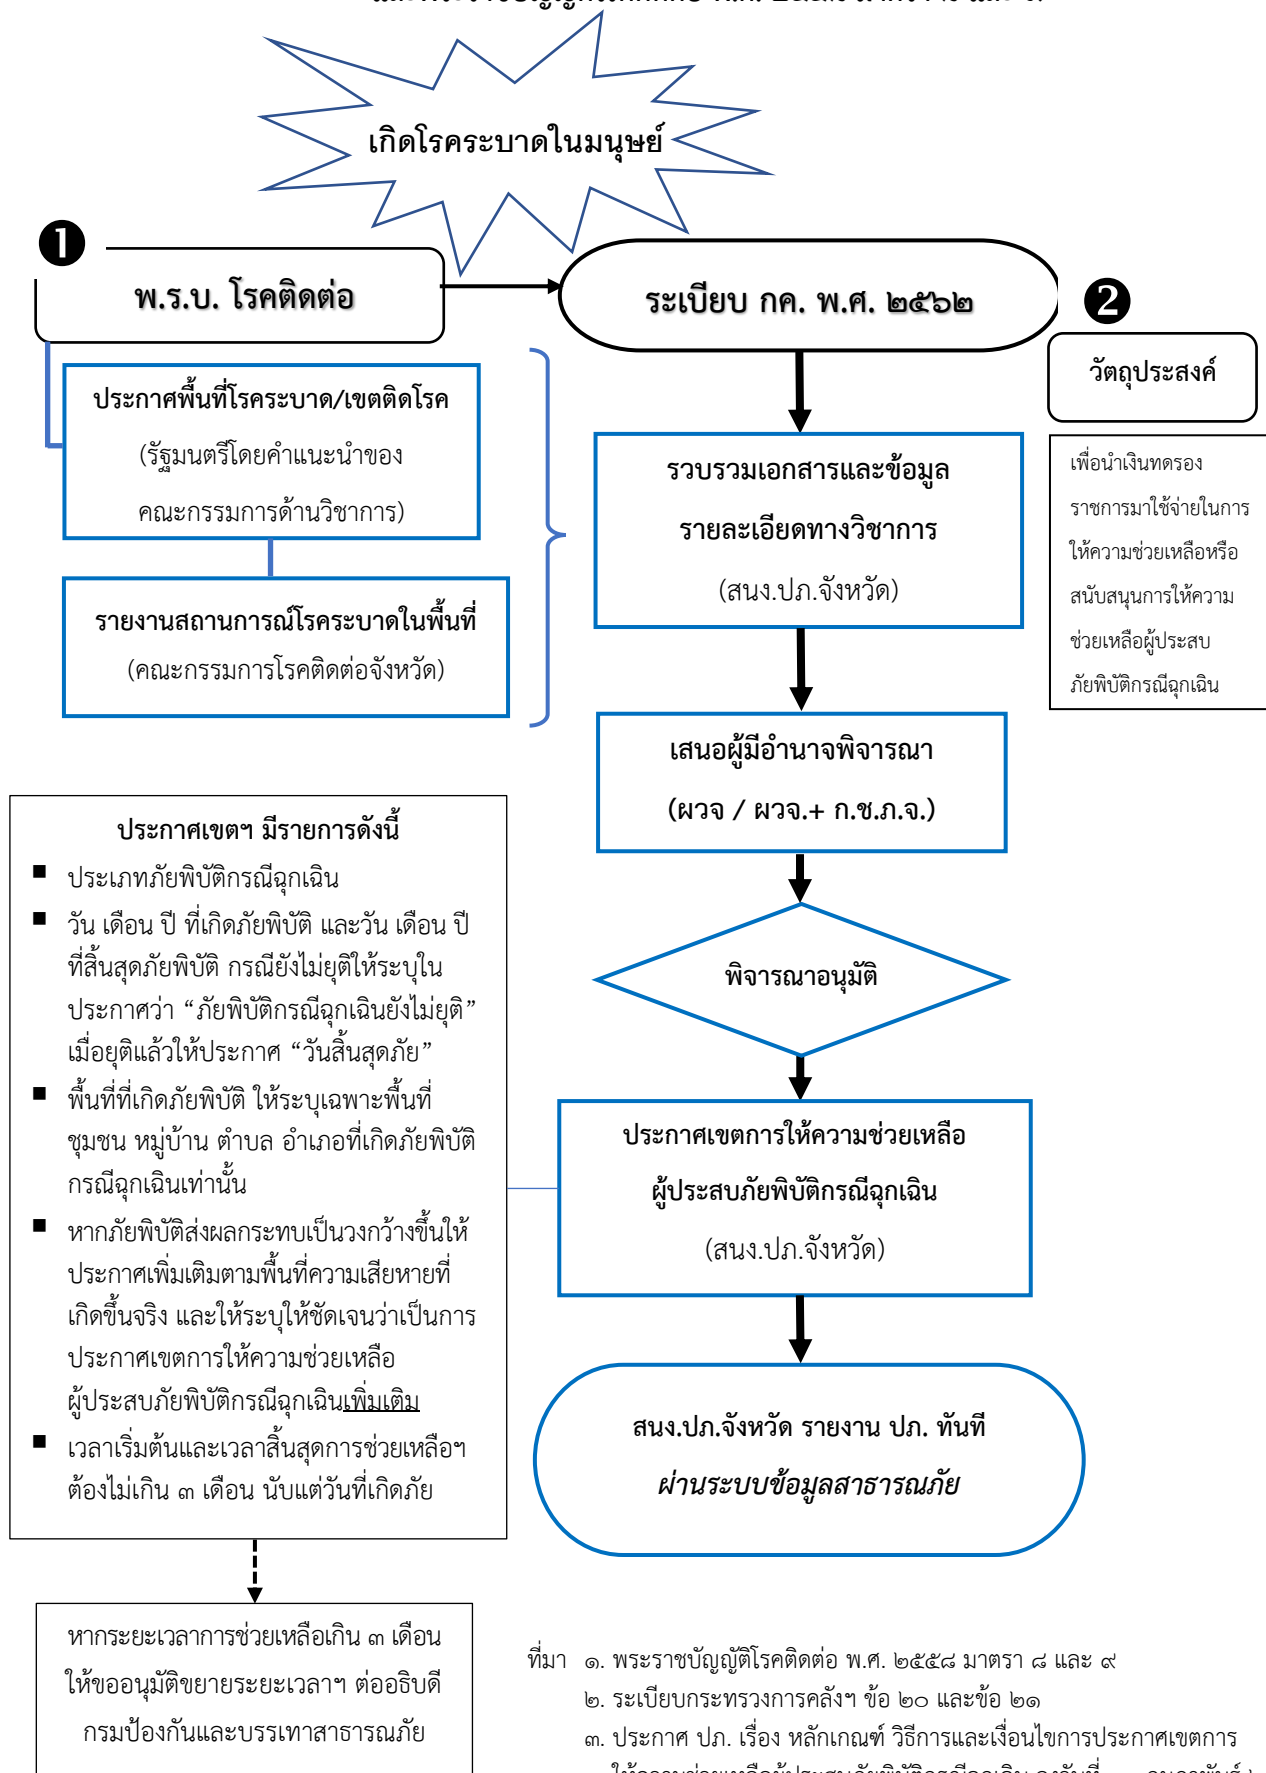 เกิดโรคระบาดในมนุษย์
1
พ.ร.บ. โรคติดต่อ
ระเบียบ กค. พ.ศ. ๒๕๖๒
2
วัตถุประสงค์
เพื่อนำเงินทดรอง
ราชการมาใช้จ่ายในการ
ให้ความช่วยเหลือหรือ
สนับสนุนการให้ความ
ช่วยเหลือผู้ประสบ
ภัยพิบัติกรณีฉุกเฉิน
ประกาศพื้นที่โรคระบาด/เขตติดโรค
(รัฐมนตรีโดยคำแนะนำของ
คณะกรรมการด้านวิชาการ)
รายงานสถานการณ์โรคระบาดในพื้นที่
(คณะกรรมการโรคติดต่อจังหวัด)
รวบรวมเอกสารและข้อมูล
รายละเอียดทางวิชาการ
(สนง.ปภ.จังหวัด)
เสนอผู้มีอำนาจพิจารณา
(ผวจ / ผวจ.+ ก.ช.ภ.จ.)
พิจารณาอนุมัติ
ประกาศเขตการให้ความช่วยเหลือ
ผู้ประสบภัยพิบัติกรณีฉุกเฉิน
(สนง.ปภ.จังหวัด)
สนง.ปภ.จังหวัด รายงาน ปภ. ทันที
ผ่านระบบข้อมูลสาธารณภัย
ประกาศเขตฯ มีรายการดังนี้
▪ ประเภทภัยพิบัติกรณีฉุกเฉิน
▪ วัน เดือน ปี ที่เกิดภัยพิบัติ และวัน เดือน ปี
ที่สิ้นสุดภัยพิบัติ กรณียังไม่ยุติให้ระบุใน
ประกาศว่า “ภัยพิบัติกรณีฉุกเฉินยังไม่ยุติ”
เมื่อยุติแล้วให้ประกาศ “วันสิ้นสุดภัย”
▪ พื้นที่ที่เกิดภัยพิบัติ ให้ระบุเฉพาะพื้นที่
ชุมชน หมู่บ้าน ตำบล อำเภอที่เกิดภัยพิบัติ
กรณีฉุกเฉินเท่านั้น
▪ หากภัยพิบัติส่งผลกระทบเป็นวงกว้างขึ้นให้
ประกาศเพิ่มเติมตามพื้นที่ความเสียหายที่
เกิดขึ้นจริง และให้ระบุให้ชัดเจนว่าเป็นการ
ประกาศเขตการให้ความช่วยเหลือ
ผู้ประสบภัยพิบัติกรณีฉุกเฉินเพิ่มเติม
▪ เวลาเริ่มต้นและเวลาสิ้นสุดการช่วยเหลือฯ
ต้องไม่เกิน ๓ เดือน นับแต่วันที่เกิดภัย
หากระยะเวลาการช่วยเหลือเกิน ๓ เดือน
ให้ขออนุมัติขยายระยะเวลาฯ ต่ออธิบดี
กรมป้องกันและบรรเทาสาธารณภัย
ที่มา ๑. พระราชบัญญัติโรคติดต่อ พ.ศ. ๒๕๕๘ มาตรา ๘ และ ๙
๒. ระเบียบกระทรวงการคลังฯ ข้อ ๒๐ และข้อ ๒๑
๓. ประกาศ ปภ. เรื่อง หลักเกณฑ์ วิธีการและเงื่อนไขการประกาศเขตการ